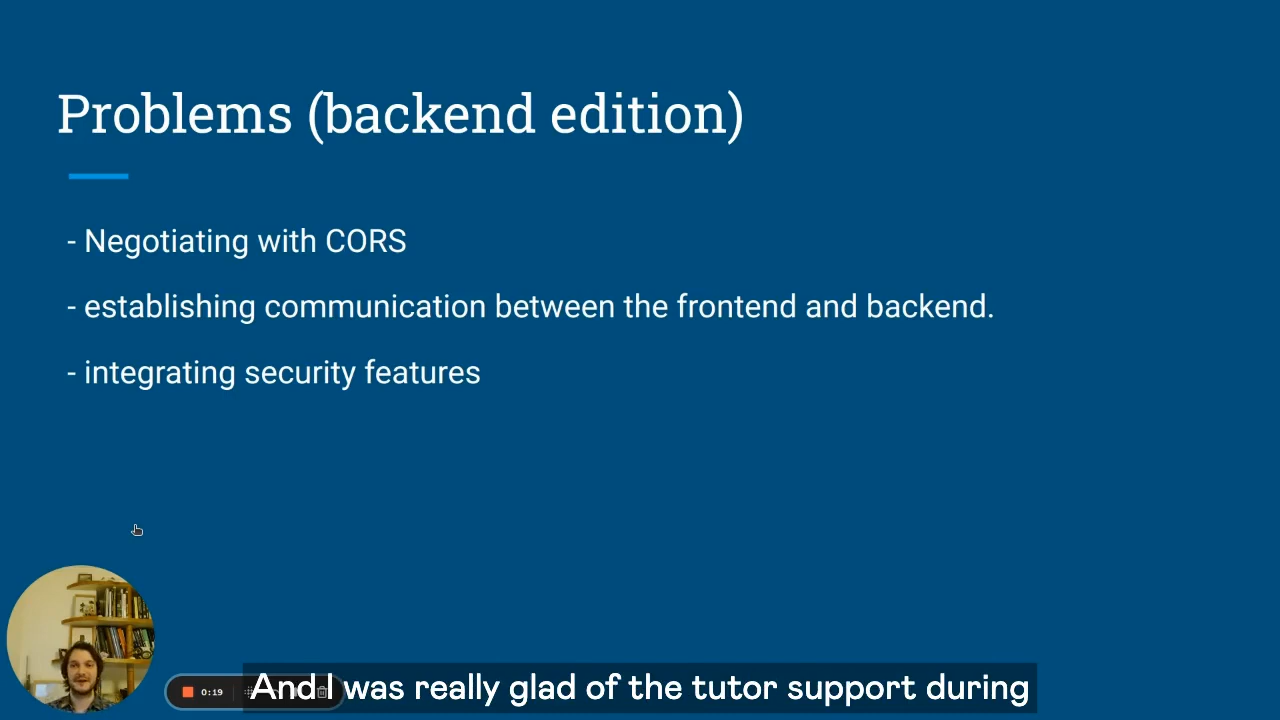 Problems (backend edition)
- Negotiating with CORS
- establishing communication between the frontend and backend.
- integrating security features
0:19
And I was really glad of the tutor support during